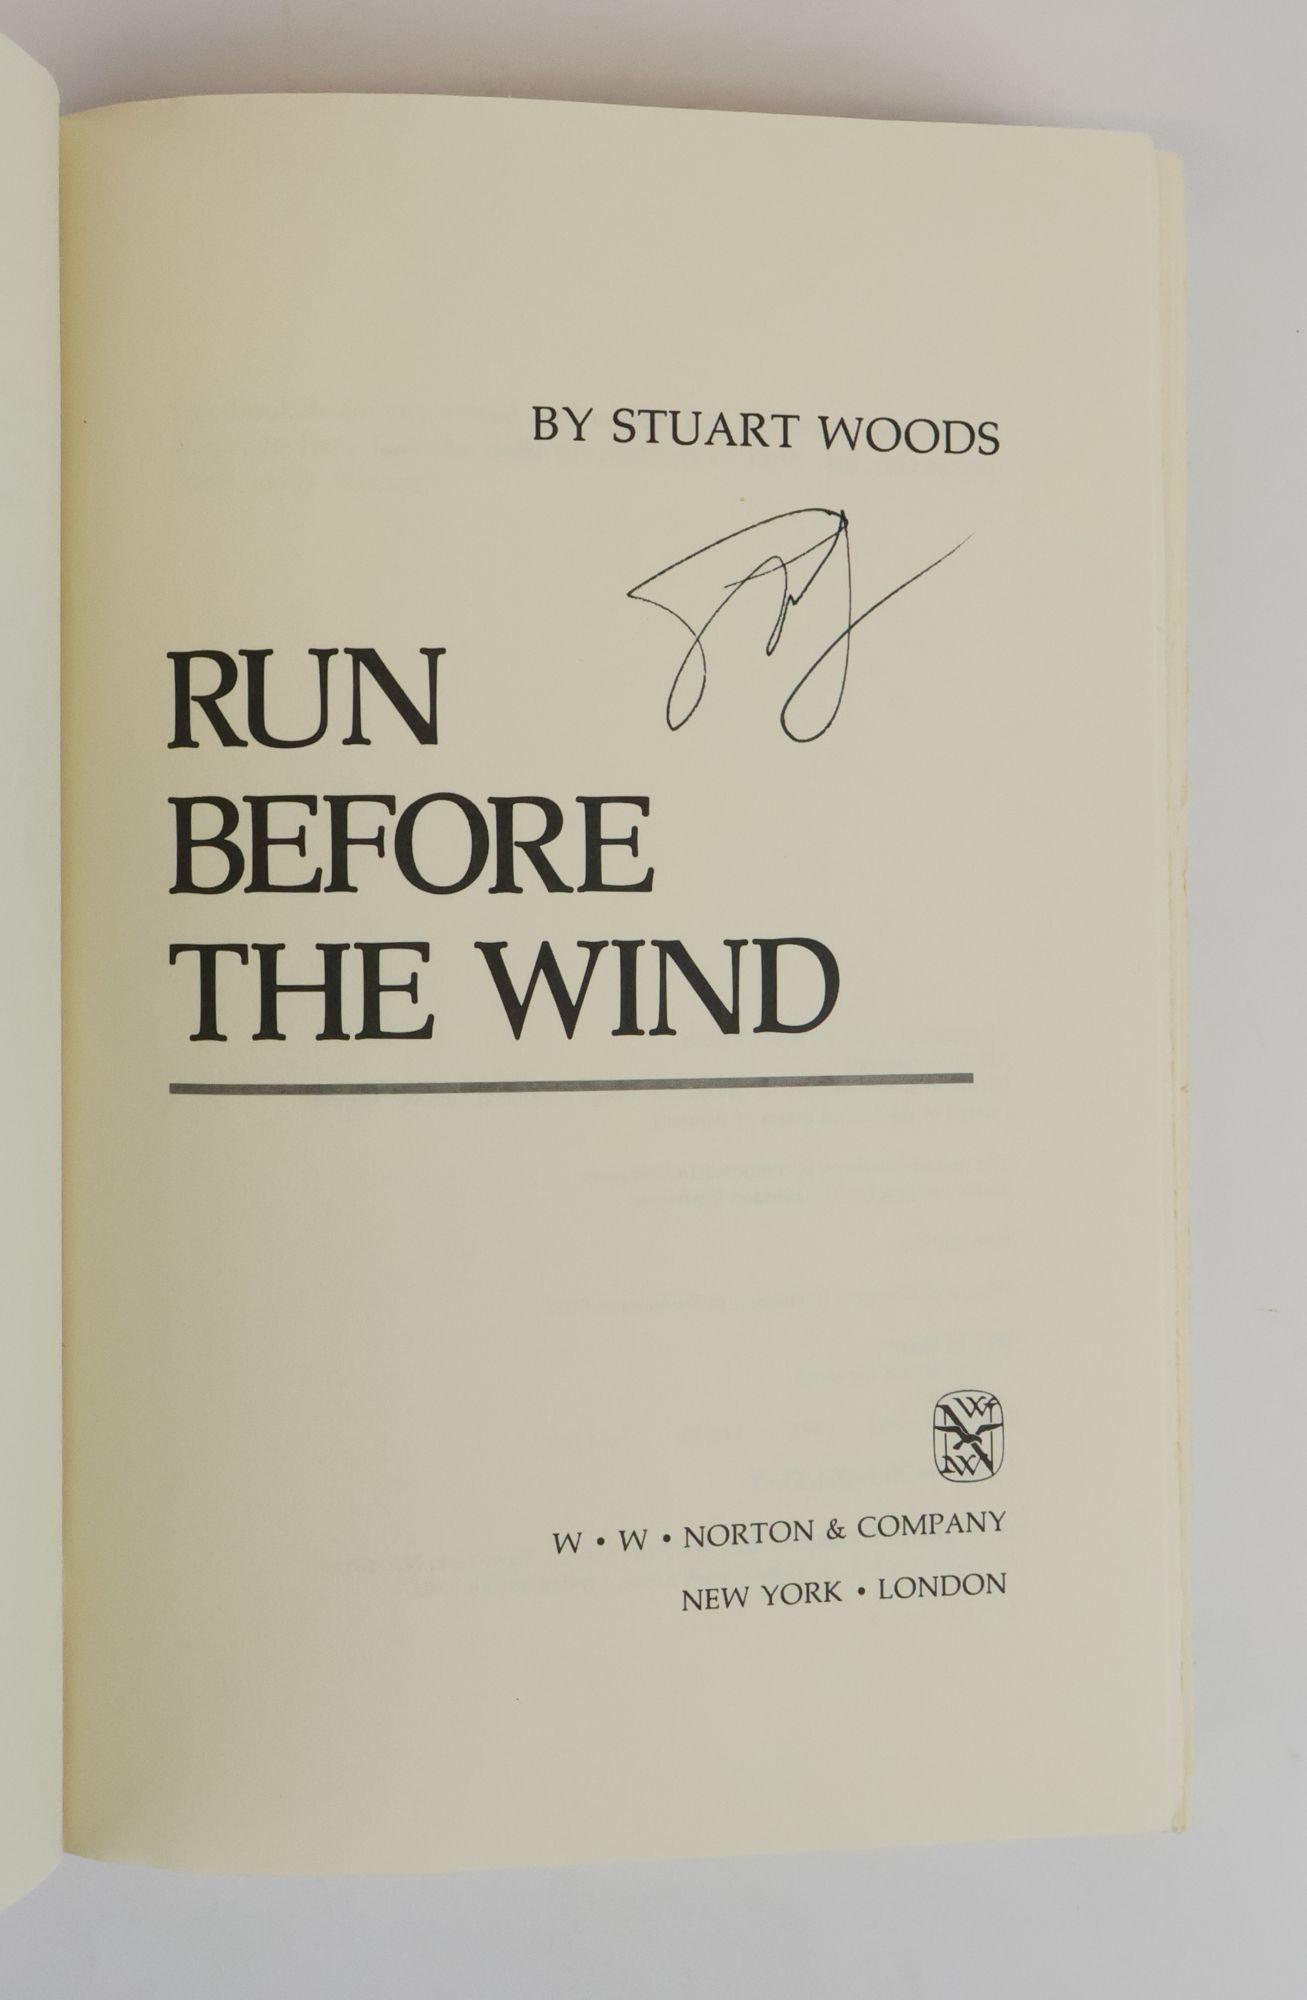 BY STUART WOODS
RUN
BEFORE
THE WIND
W • W • NORTON & COMPANY
NEW YORK • LONDON